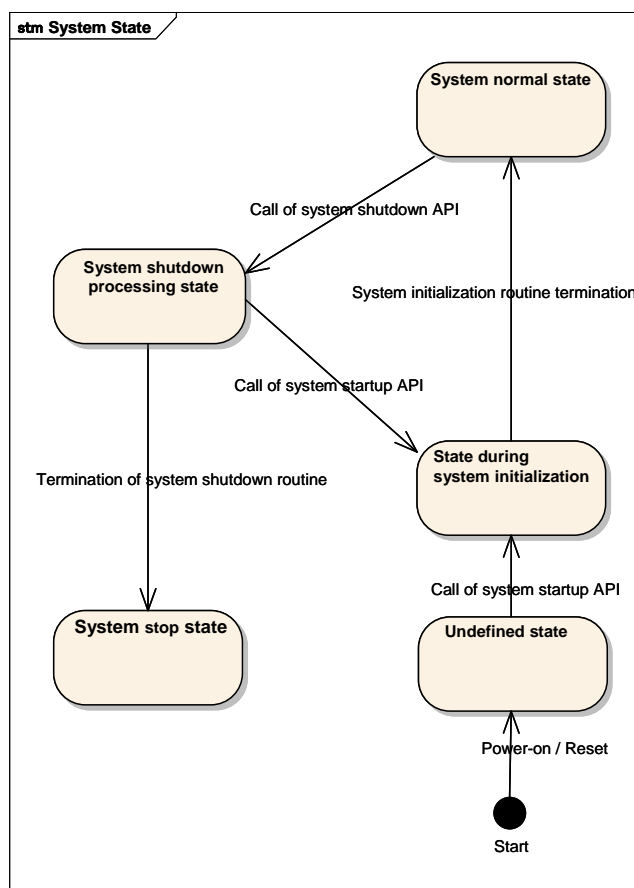 stm System State
System normal state
Call of system shutdown API
System shutdown
processing state
System initialization routine termination
Call of system startup API
State during
system initialization
Termination of system shutdown routine
Call of system startup API
System stop state
Undefined state
Power-on / Reset
Start